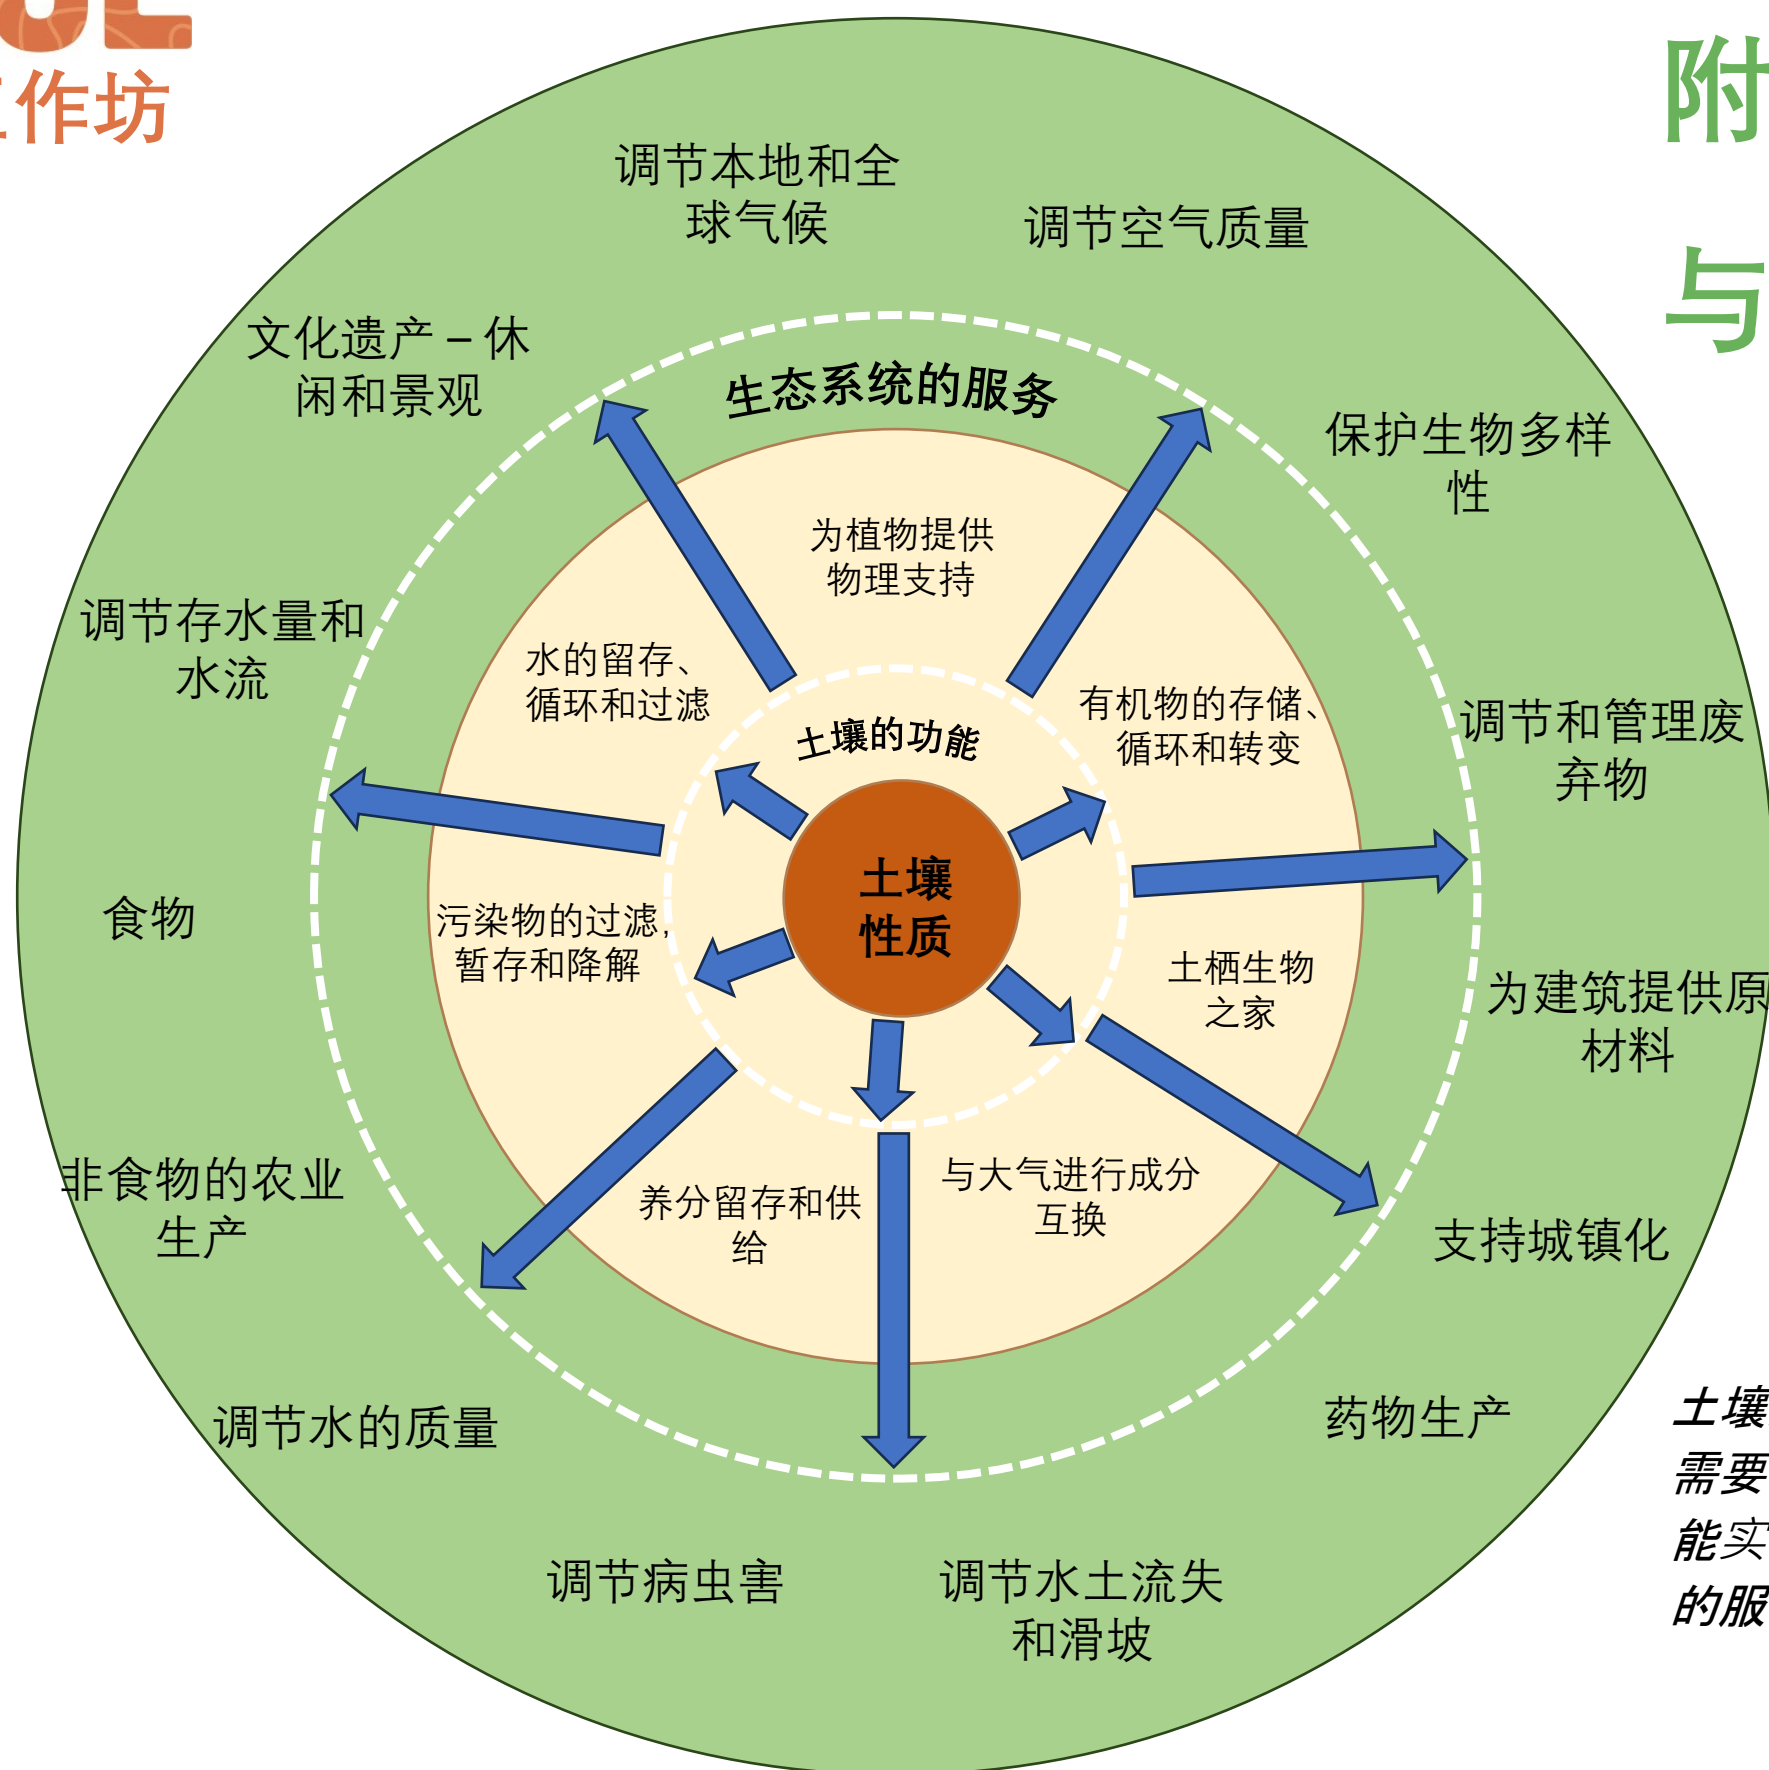 工作坊
附
与
调节本地和全
球气候
调节空气质量
文化遗产 – 休
闲和景观
生态系统的服务
保护生物多样
性
为植物提供
物理支持
调节存水量和
水流
水的留存、
循环和过滤
有机物的存储、
循环和转变
土壤的功能
调节和管理废
弃物
土壤
性质
食物
污染物的过滤,
暂存和降解
土栖生物
之家
为建筑提供原
材料
非食物的农业
生产
养分留存和供
给
与大气进行成分
互换
支持城镇化
调节水的质量
药物生产
土壤
需要
能实
的服
调节病虫害
调节水土流失
和滑坡